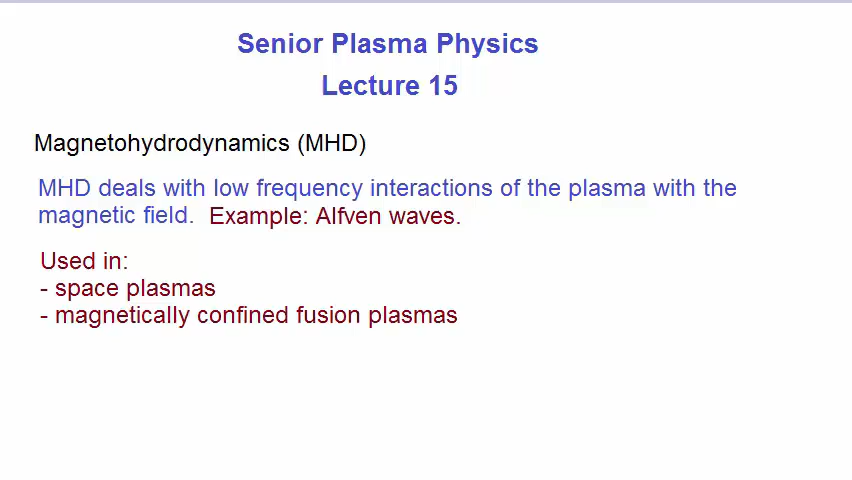 Senior Plasma Physics
Lecture 15
Magnetohydrodynamics (MHD)
MHD deals with low frequency interactions of the plasma with the
magnetic field. Example: Alfven waves.
Used in:
- space plasmas
- magnetically confined fusion plasmas